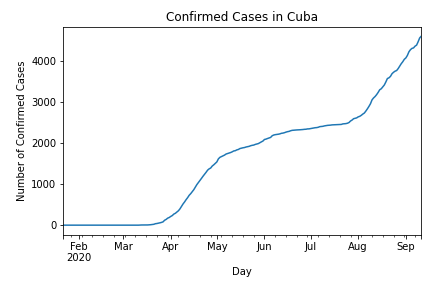 Confirmed Cases in Cuba
Number of Confirmed Cases
4000
3000
2000
1000
0
Feb Mar Apr May Jun Jul Aug Sep
2020
Day